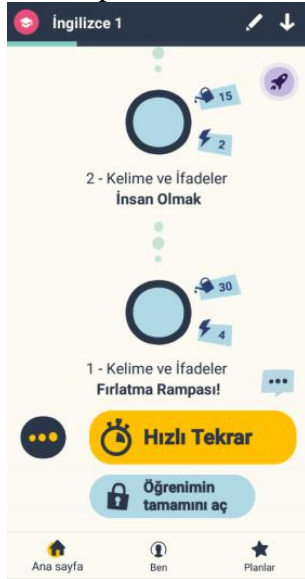 İngilizce 1
15
2
2 - Kelime ve İfadeler
İnsan Olmak
30
4
1 - Kelime ve İfadeler
Fırlatma Rampası!
Hızlı Tekrar
Öğrenimin
tamamını aç
Ana sayfa
Ben
Planlar